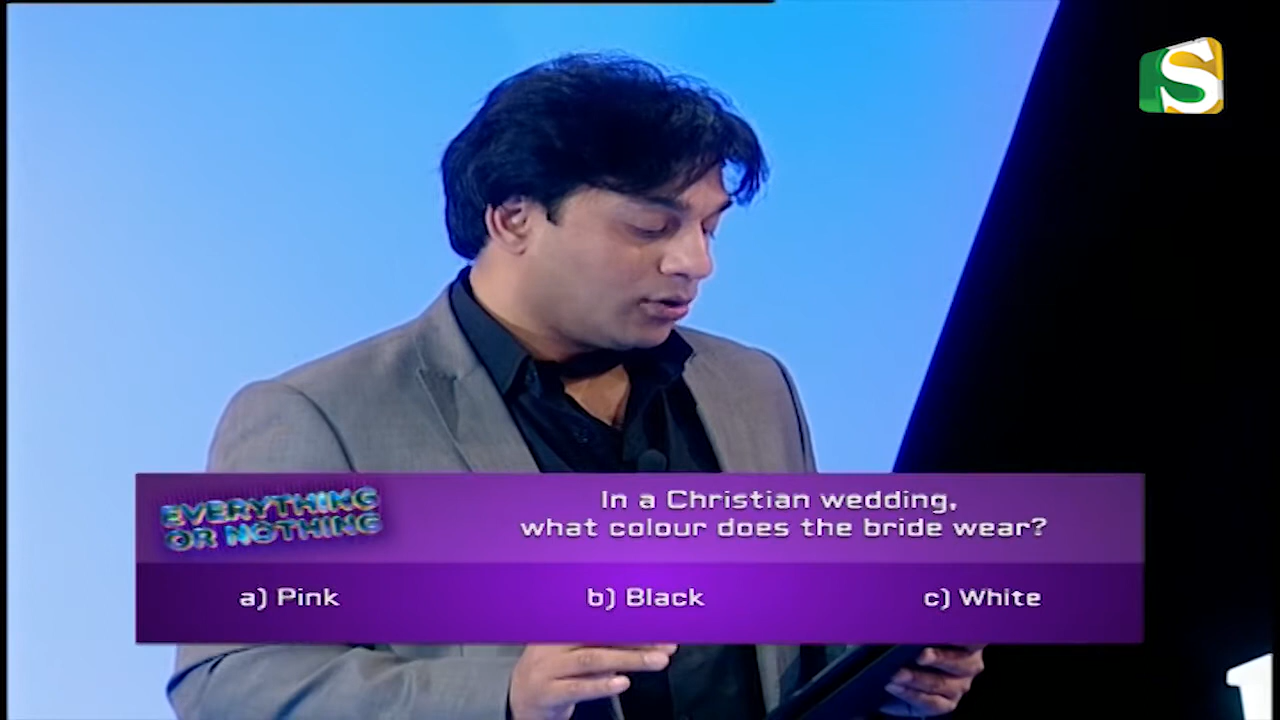 S
EVERYTHING
OR NOTHING
In a Christian wedding,
what colour does the bride wear?
a) Pink
b) Black
c) White